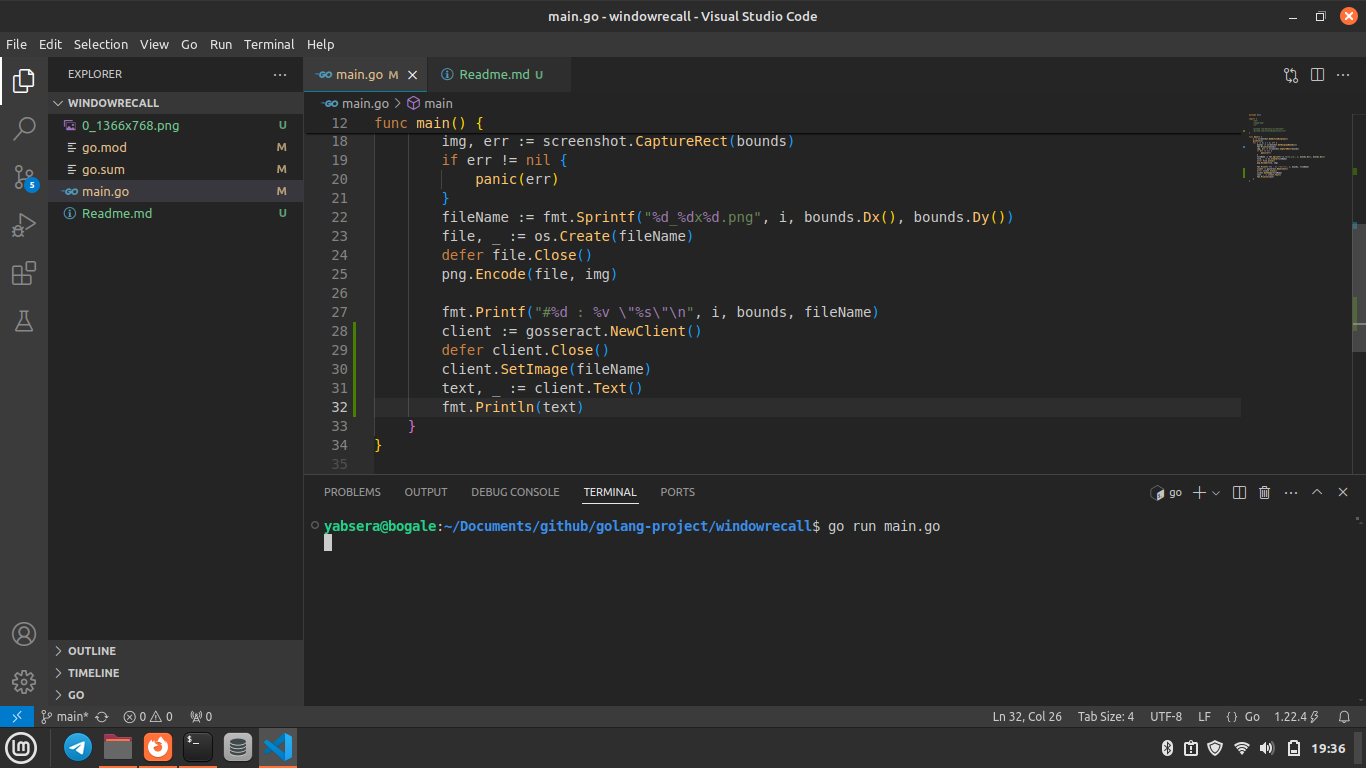 main.go - windowrecall - Visual Studio Code
File Edit Selection View Go Run Terminal Help
EXPLORER
WINDOWRECALL
0_1366x768.png U
go.mod M
go.sum M
GO main.go M
Readme.md U
OUTLINE
TIMELINE
GO
5
GO main.go M
Readme.md U
GO main.go > main
12 func main() {
18 img, err := screenshot.CaptureRect(bounds)
19 if err != nil {
20 panic(err)
21 }
22 fileName := fmt.Sprintf("%d_%dx%d.png", i, bounds.Dx(), bounds.Dy())
23 file, _ := os.Create(fileName)
24 defer file.Close()
25 png.Encode(file, img)
26
27 fmt.Printf("#%d : %v \"%s\"\n", i, bounds, fileName)
28 client := gosseract.NewClient()
29 defer client.Close()
30 client.SetImage(fileName)
31 text, _ := client.Text()
32 fmt.Println(text)
33 }
34 }
35
PROBLEMS OUTPUT DEBUG CONSOLE TERMINAL PORTS
go
yabsera@bogale:~/Documents/github/golang-project/windowrecall$ go run main.go
main* 0 0 0
Ln 32, Col 26 Tab Size: 4 UTF-8 LF {} Go 1.22.4
19:36